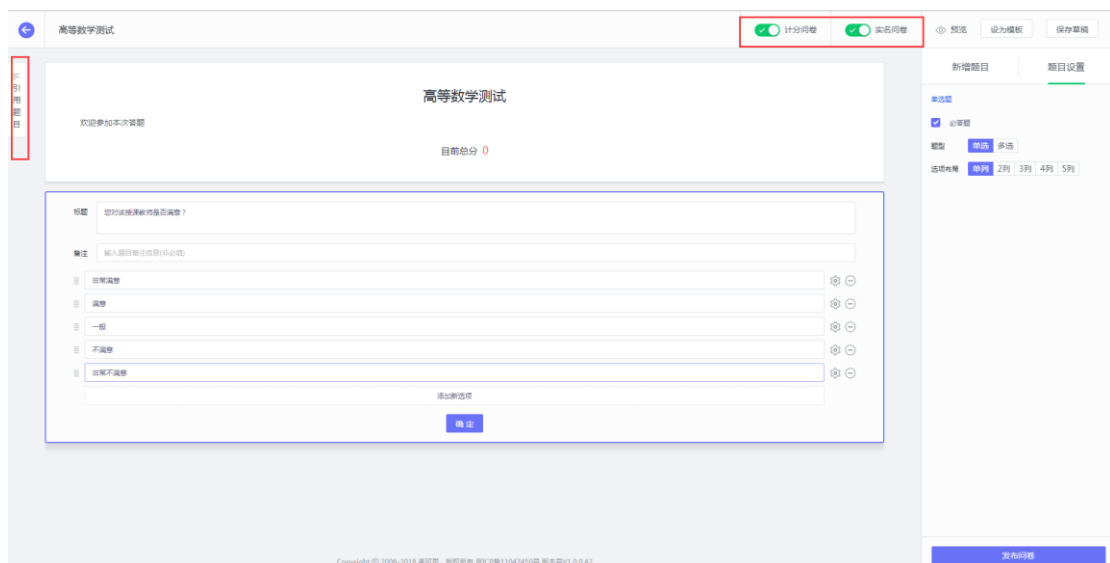 高等数学测试
计分问卷
实名问卷
预览
设为模板
保存草稿
引用题目
高等数学测试
欢迎参加本次答题
目前总分 0
标题
您对该授课教师是否满意？
备注
输入题目备注信息(非必填)
非常满意
满意
一般
不满意
非常不满意
添加新选项
确定
新增题目
题目设置
单选题
必答题
题型 单选 多选
选项布局 单列 2列 3列 4列 5列
发布问卷
Copyright © 2006-2018